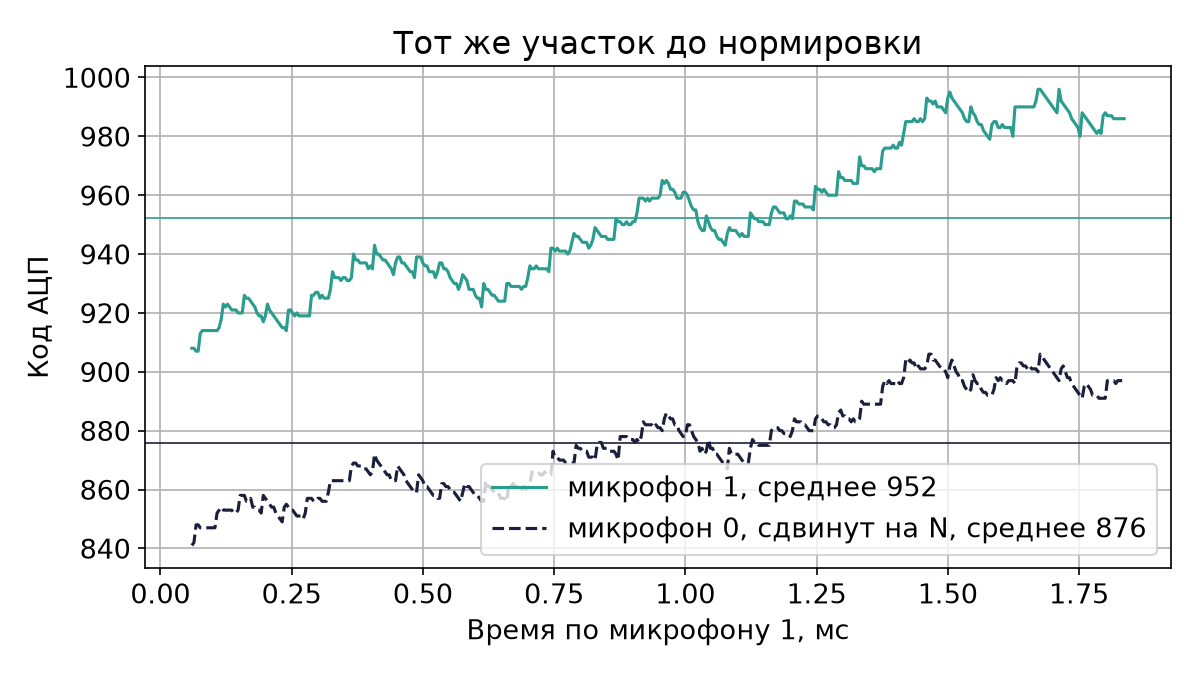 Тот же участок до нормировки
1000
980
960
940
920
900
880
860
840
Код АЦП
микрофон 1, среднее 952
микрофон 0, сдвинут на N, среднее 876
0.00 0.25 0.50 0.75 1.00 1.25 1.50 1.75
Время по микрофону 1, мс